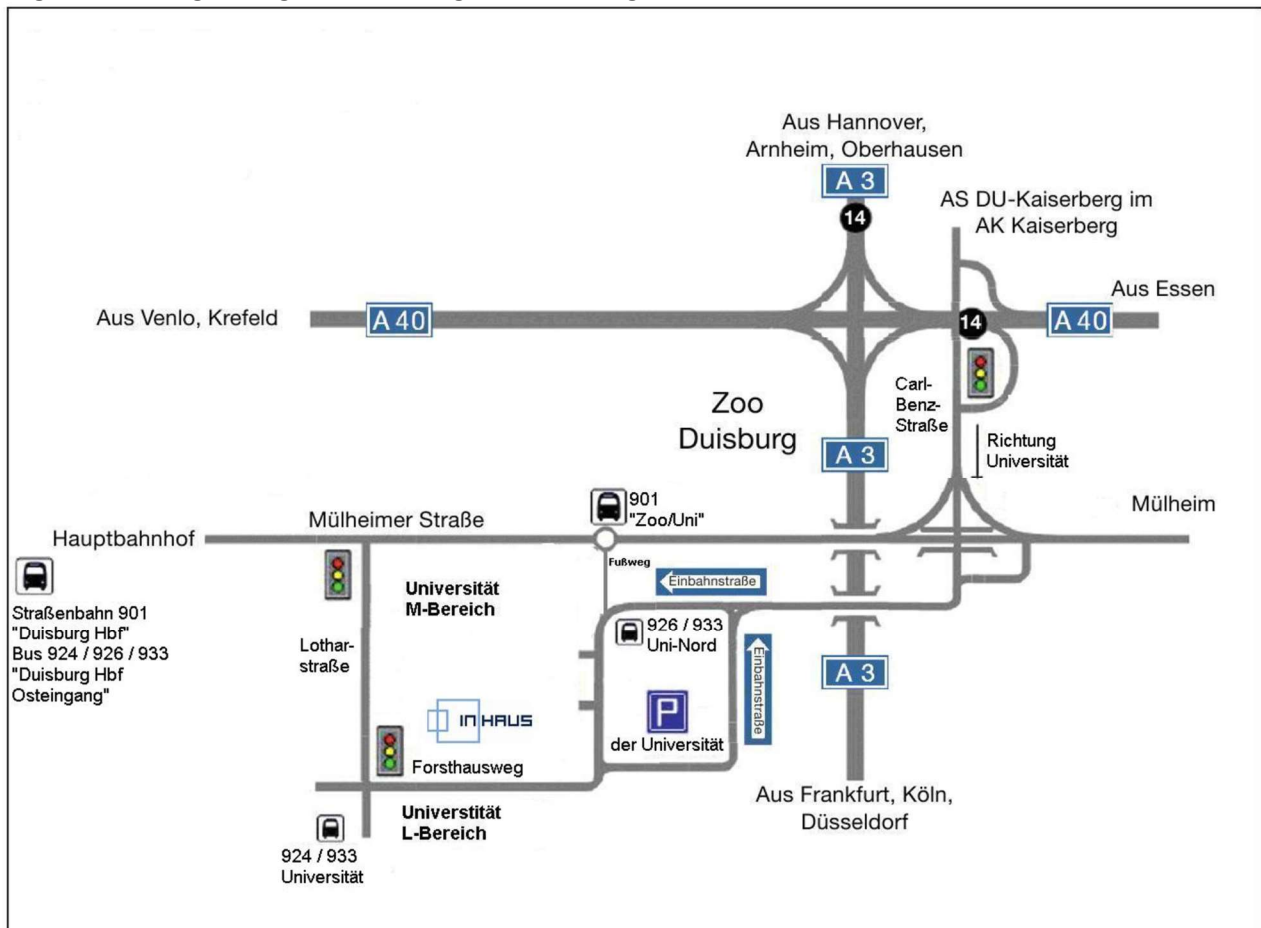 Aus Hannover,
Arnheim, Oberhausen
A 3
14
AS DU-Kaiserberg im
AK Kaiserberg
Aus Venlo, Krefeld
A 40
14
A 40
Aus Essen
Carl-
Benz-
Straße
Zoo
Duisburg
A 3
Richtung
Universität
Hauptbahnhof
Mülheimer Straße
901
"Zoo/Uni"
Mülheim
Fußweg
Einbahnstraße
Straßenbahn 901
"Duisburg Hbf"
Bus 924 / 926 / 933
"Duisburg Hbf
Osteingang"
Universität
M-Bereich
Lothar-
straße
926 / 933
Uni-Nord
Einbahnstraße
A 3
INHAUS
P
der Universität
Forsthausweg
Universtität
L-Bereich
Aus Frankfurt, Köln,
Düsseldorf
924 / 933
Universität